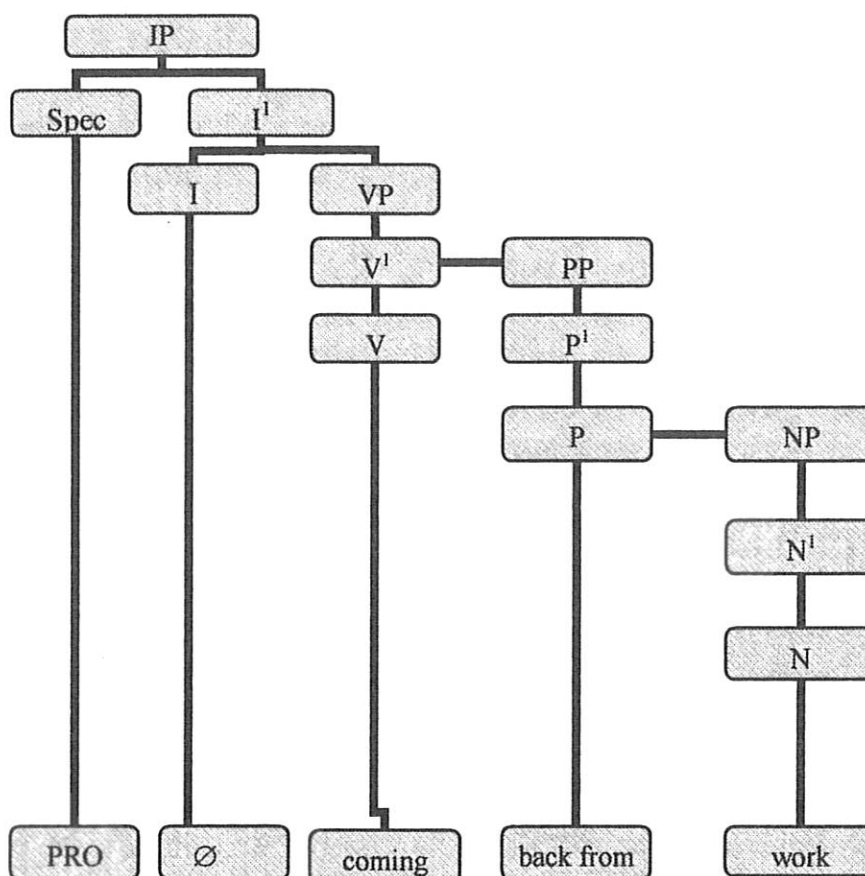 IP
Spec I¹
I VP
V¹ PP
V P¹
P NP
N¹
N
PRO Ø coming back from work